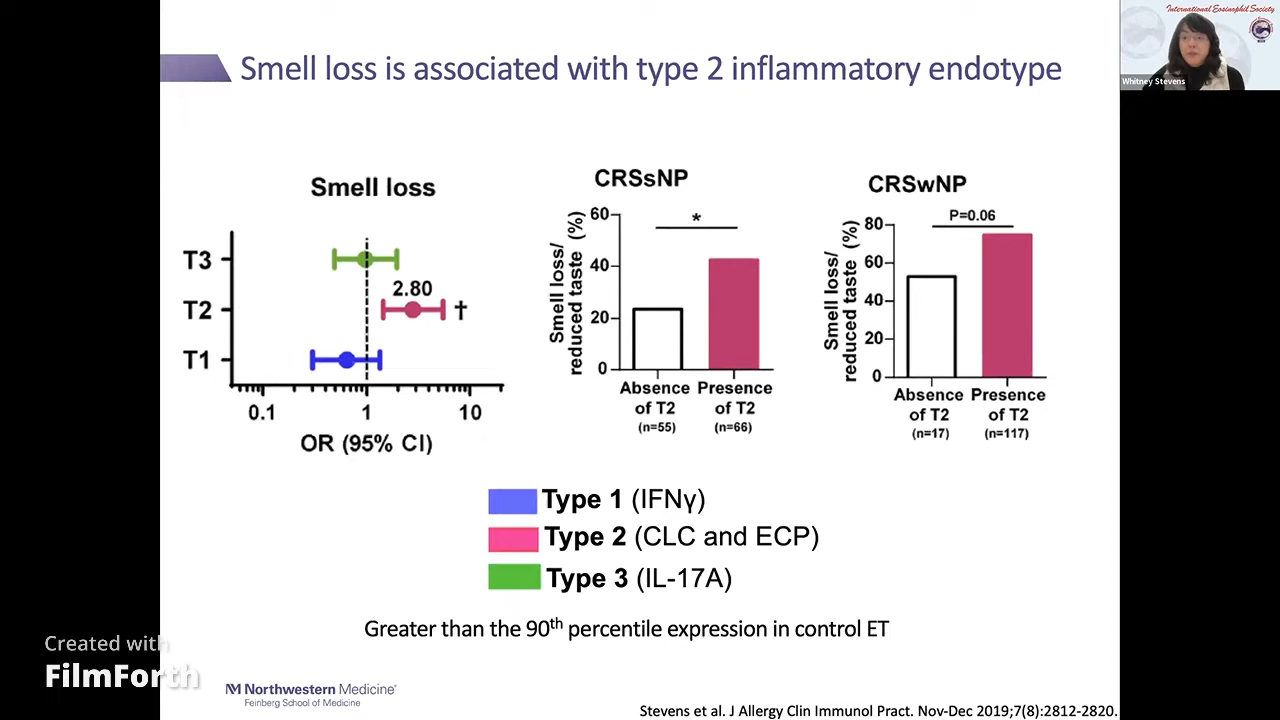 International Eosinophil Society
Whitney Stevens
Smell loss is associated with type 2 inflammatory endotype
Smell loss
T3
T2
T1
2.80
†
0.1
1
10
OR (95% CI)
CRSsNP
Smell loss/
reduced taste (%)
60
40
20
0
*
Absence
of T2
(n=55)
Presence
of T2
(n=66)
CRSwNP
Smell loss/
reduced taste (%)
80
60
40
20
0
P=0.06
Absence
of T2
(n=17)
Presence
of T2
(n=117)
Type 1 (IFNγ)
Type 2 (CLC and ECP)
Type 3 (IL-17A)
Greater than the 90th percentile expression in control ET
Created with
FilmForth
Northwestern Medicine®
Feinberg School of Medicine
Stevens et al. J Allergy Clin Immunol Pract. Nov-Dec 2019;7(8):2812-2820.